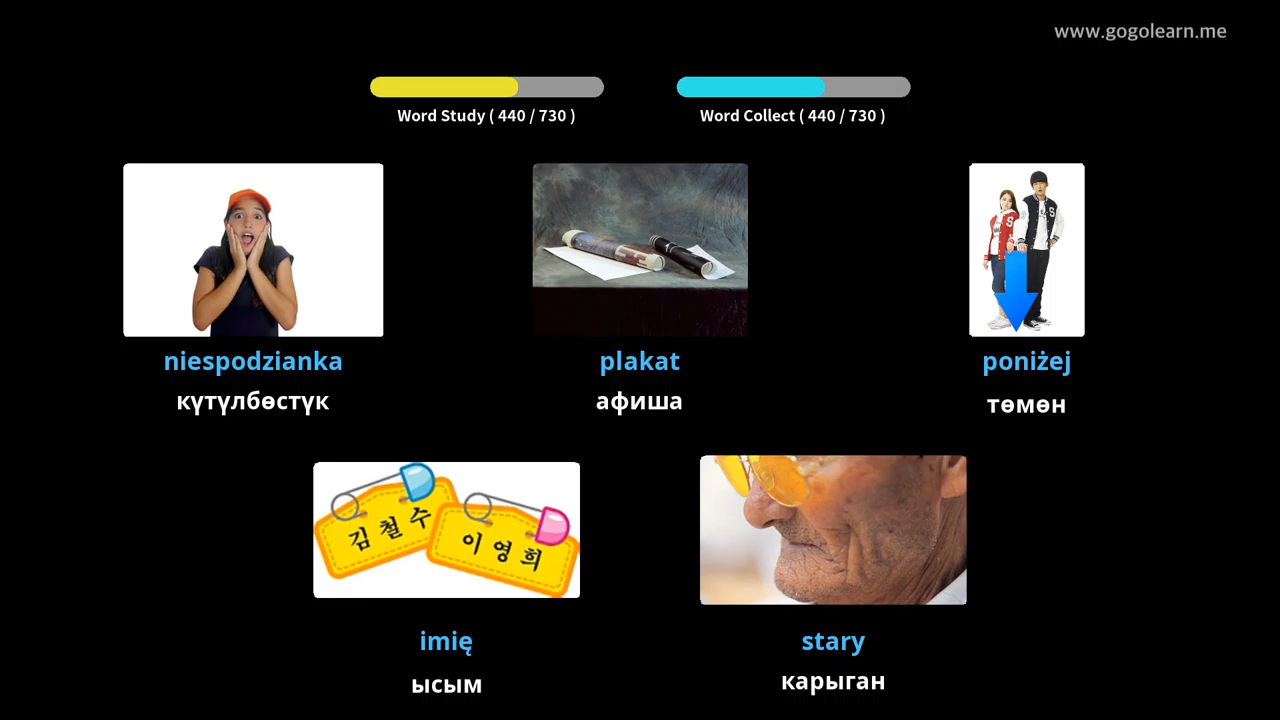 www.gogolearn.me
Word Study ( 440 / 730 )
Word Collect ( 440 / 730 )
niespodzianka
күтүлбөстүк
plakat
афиша
poniżej
төмөн
김철수
이영희
imię
ысым
stary
карыган